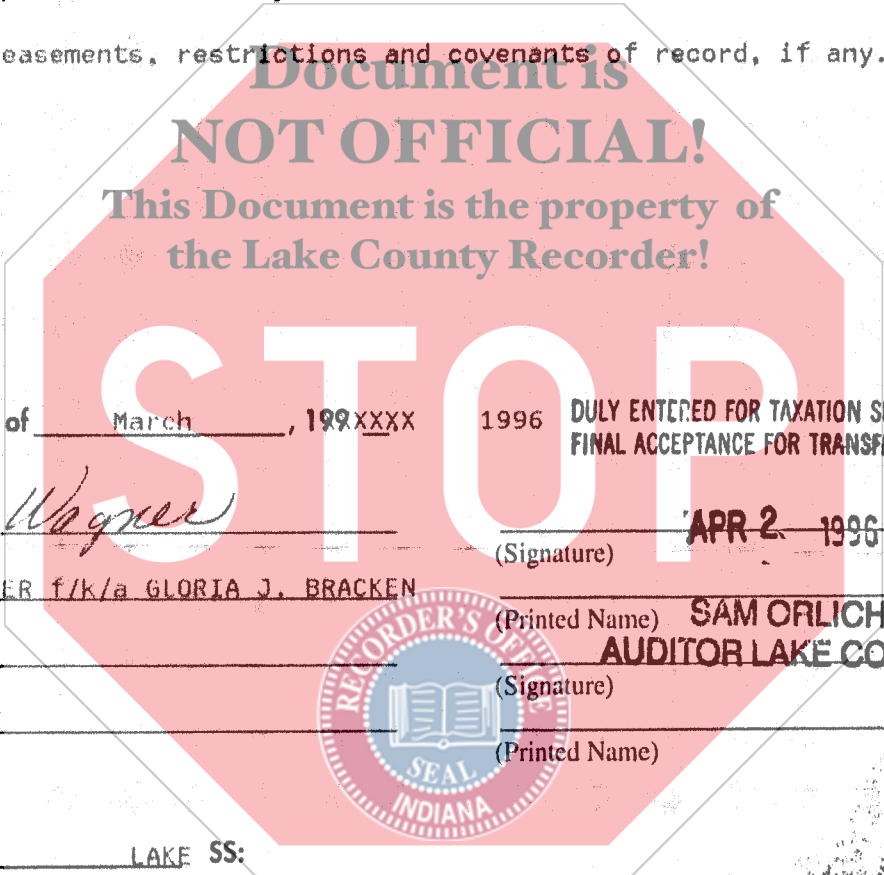 easements, restrictions and covenants of record, if any.
Document is
NOT OFFICIAL!
This Document is the property of
the Lake County Recorder!
STOP
of March , 199XXXX 1996 DULY ENTERED FOR TAXATION
FINAL ACCEPTANCE FOR
Wagner
APR 2 1996
(Signature)
ER f/k/a GLORIA J. BRACKEN
(Printed Name) SAM ORLICH
AUDITOR LAKE CO
(Signature)
(Printed Name)
RECORDER'S OFFICE
SEAL
INDIANA
LAKE SS: